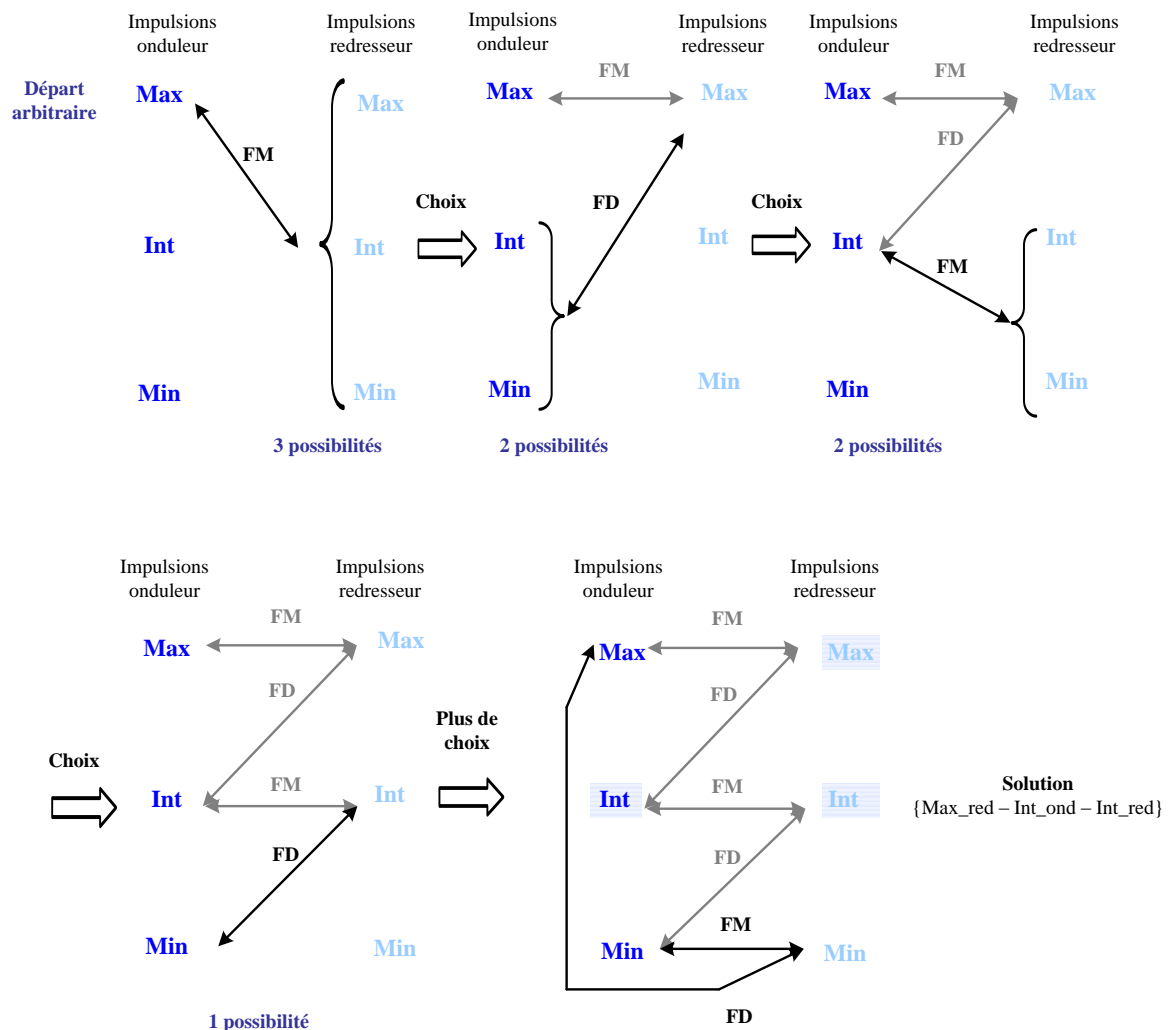 Impulsions
onduleur
Impulsions
redresseur
Départ
arbitraire
Max
Max
FM
Int
Int
Min
Min
3 possibilités
Choix
Impulsions
onduleur
Impulsions
redresseur
FM
Max
Max
FD
Int
Int
Min
Min
2 possibilités
Choix
Impulsions
onduleur
Impulsions
redresseur
FM
Max
Max
FD
Int
Int
FM
Min
Min
2 possibilités
Choix
Impulsions
onduleur
Impulsions
redresseur
FM
Max
Max
FD
FM
Int
Int
FD
Min
Min
1 possibilité
Plus de
choix
Impulsions
onduleur
Impulsions
redresseur
FM
Max
Max
FD
FM
Int
Int
FD
FM
Min
Min
FD
Solution
{Max_red – Int_ond – Int_red}